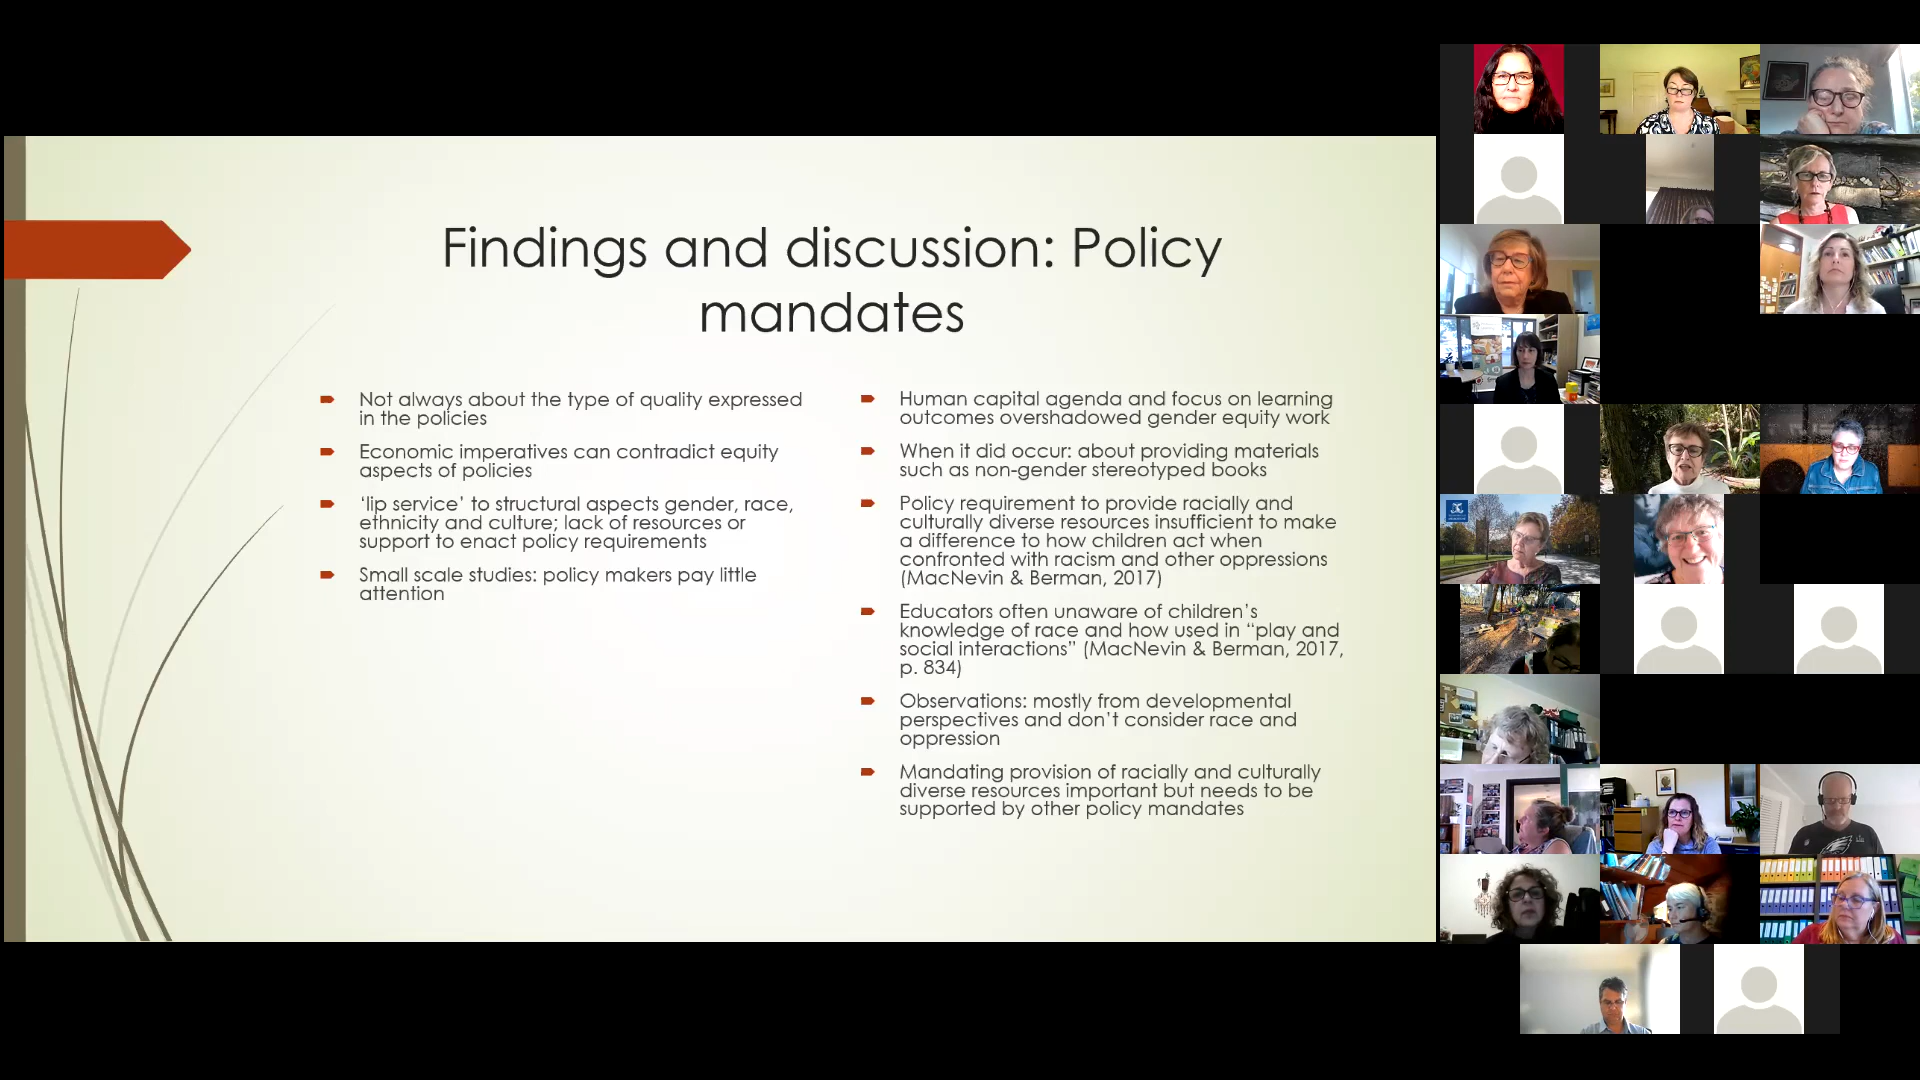 Findings and discussion: Policy
mandates
Not always about the type of quality expressed
in the policies
Economic imperatives can contradict equity
aspects of policies
‘lip service’ to structural aspects gender, race,
ethnicity and culture; lack of resources or
support to enact policy requirements
Small scale studies: policy makers pay little
attention
Human capital agenda and focus on learning
outcomes overshadowed gender equity work
When it did occur: about providing materials
such as non-gender stereotyped books
Policy requirement to provide racially and
culturally diverse resources insufficient to make
a difference to how children act when
confronted with racism and other oppressions
(MacNevin & Berman, 2017)
Educators often unaware of children’s
knowledge of race and how used in “play and
social interactions” (MacNevin & Berman, 2017,
p. 834)
Observations: mostly from developmental
perspectives and don’t consider race and
oppression
Mandating provision of racially and culturally
diverse resources important but needs to be
supported by other policy mandates